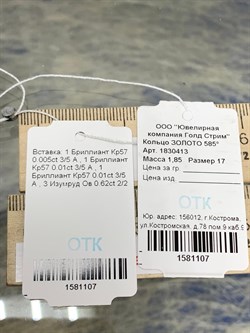 Вставка: 1 Бриллиант Кр57
0.005ct 3/5 А , 1 Бриллиант
Кр57 0.01ct 3/5 А , 1
Бриллиант Кр57 0.01ct 3/5
А , 3 Изумруд Ов 0.62ct 2/2
ОТК
1581107
ООО "Ювелирная
компания Голд Стрим"
Кольцо ЗОЛОТО 585°
Арт. 1830413
Масса 1,85 Размер 17
Цена за гр.
Цена изд.
ОТК
Юр. адрес: 156012, г.Кострома,
ул.Костромская, д.78 пом.9 каб.5
1581107